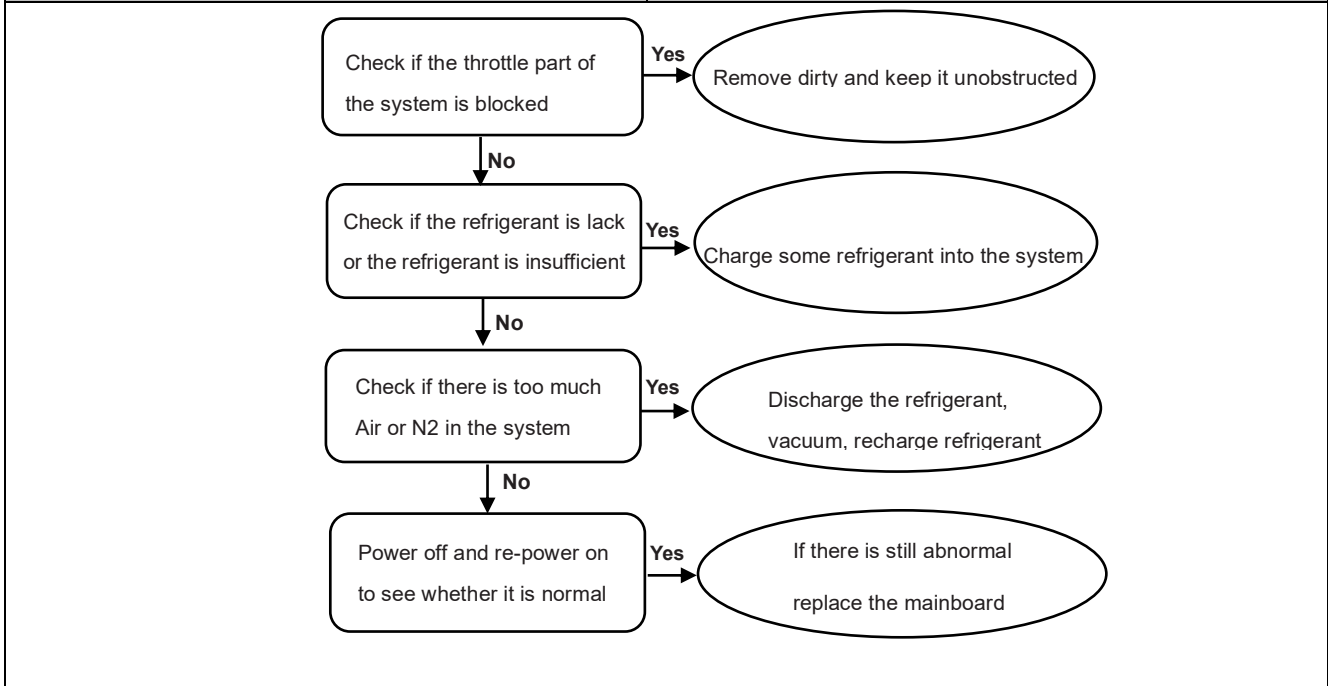 Check if the throttle part of
the system is blocked
Yes
Remove dirty and keep it unobstructed
No
Check if the refrigerant is lack
or the refrigerant is insufficient
Yes
Charge some refrigerant into the system
No
Check if there is too much
Air or N2 in the system
Yes
Discharge the refrigerant,
vacuum, recharge refrigerant
No
Power off and re-power on
to see whether it is normal
Yes
If there is still abnormal
replace the mainboard